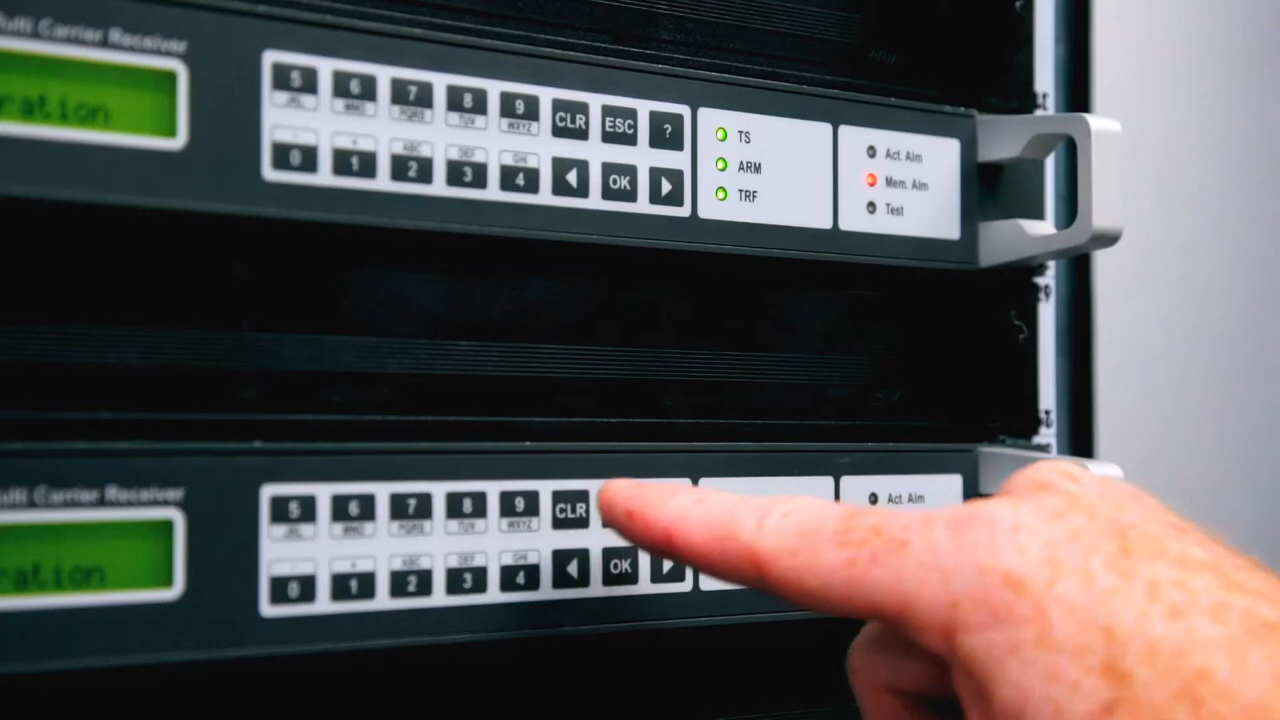 Multi Carrier Receiver
ration
5 6 7 8 9 CLR ESC ?
JKL MNO PQRS TUV WXYZ
ABC DEF GHI
0 1 2 3 4 OK
TS
ARM
TRF
Act. Alm
Mem. Alm
Test
29
Multi Carrier Receiver
ration
5 6 7 8 9 CLR
JKL MNO PQRS TUV WXYZ
ABC DEF GHI
0 1 2 3 4 OK
Act. Alm